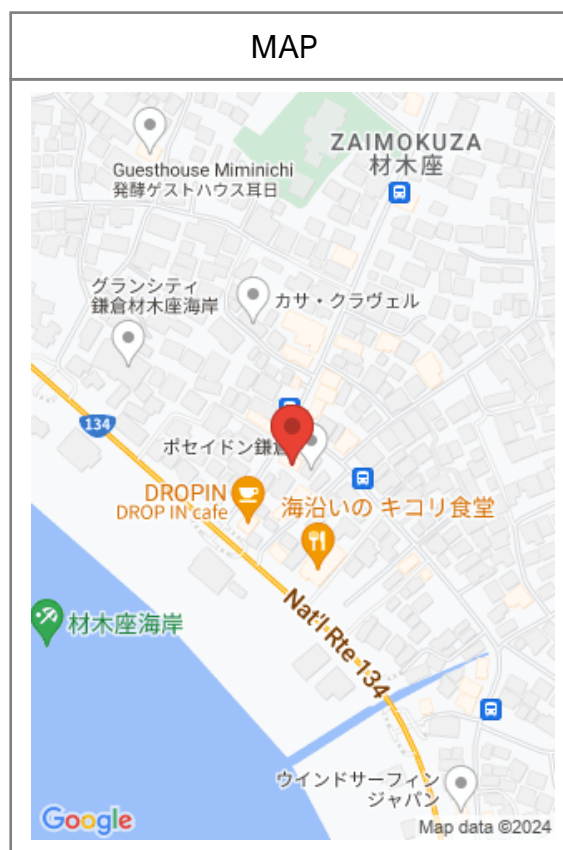 MAP
ZAIMOKUZA
材木座
Guesthouse Miminichi
発酵ゲストハウス耳日
グランシティ
鎌倉材木座海岸
カサ・クラヴェル
134
ポセイドン鎌倉
DROPIN
DROP IN cafe
海沿いの キコリ食堂
材木座海岸
Nat'l Rte 134
ウインドサーフィン
ジャパン
Google
Map data ©2024